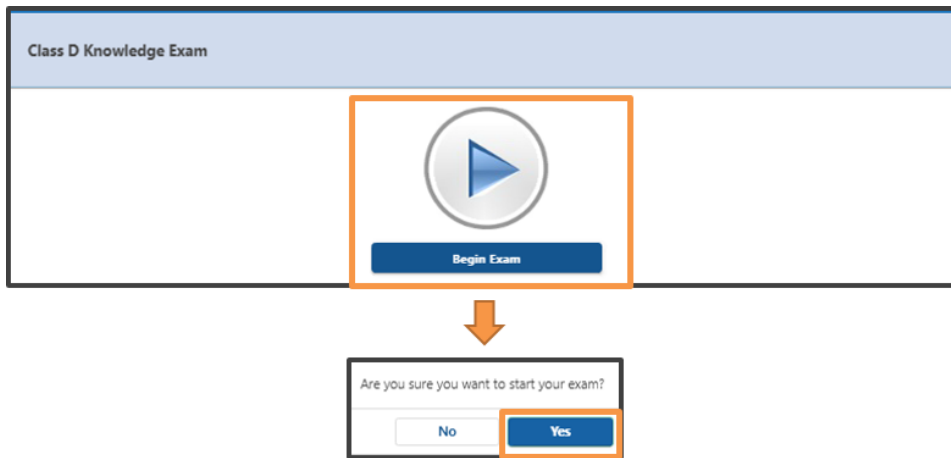 Class D Knowledge Exam
Begin Exam
Are you sure you want to start your exam?
No
Yes